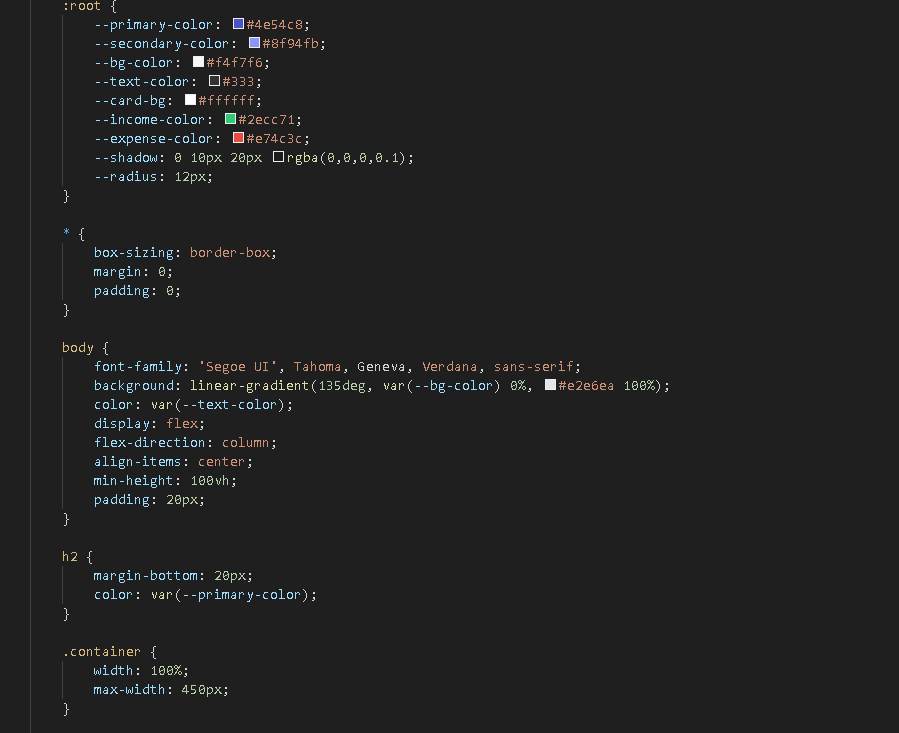 :root {
--primary-color: #4e54c8;
--secondary-color: #8f94fb;
--bg-color: #f4f7f6;
--text-color: #333;
--card-bg: #ffffff;
--income-color: #2ecc71;
--expense-color: #e74c3c;
--shadow: 0 10px 20px rgba(0,0,0,0.1);
--radius: 12px;
}
* {
box-sizing: border-box;
margin: 0;
padding: 0;
}
body {
font-family: 'Segoe UI', Tahoma, Geneva, Verdana, sans-serif;
background: linear-gradient(135deg, var(--bg-color) 0%, #e2e6ea 100%);
color: var(--text-color);
display: flex;
flex-direction: column;
align-items: center;
min-height: 100vh;
padding: 20px;
}
h2 {
margin-bottom: 20px;
color: var(--primary-color);
}
.container {
width: 100%;
max-width: 450px;
}